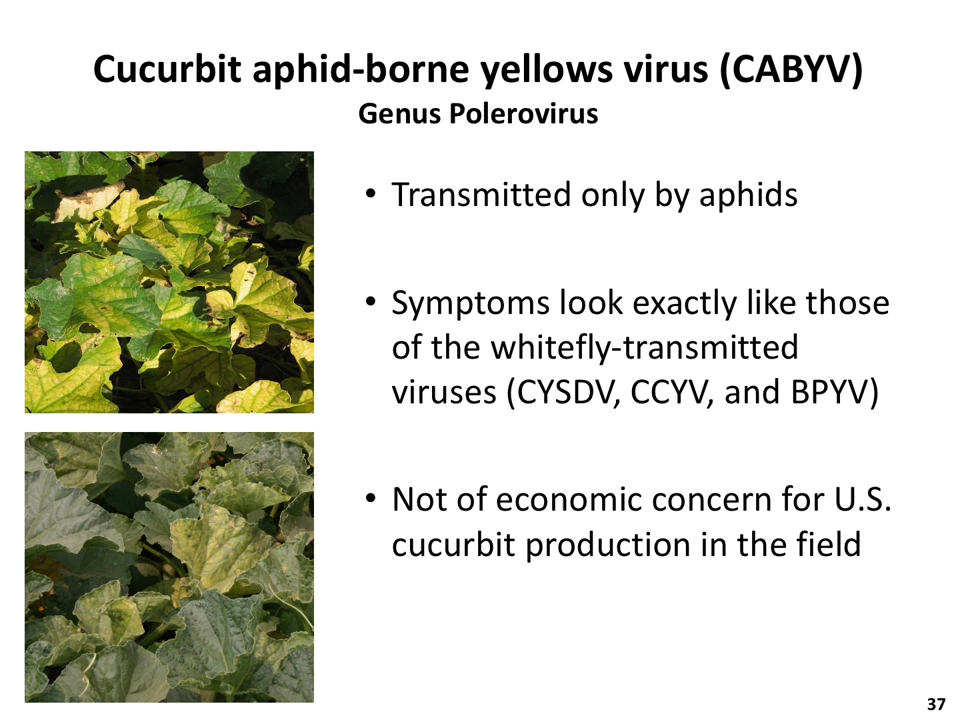 Cucurbit aphid-borne yellows virus (CABYV)
Genus Polerovirus
• Transmitted only by aphids
• Symptoms look exactly like those
of the whitefly-transmitted
viruses (CYSDV, CCYV, and BPYV)
• Not of economic concern for U.S.
cucurbit production in the field
37